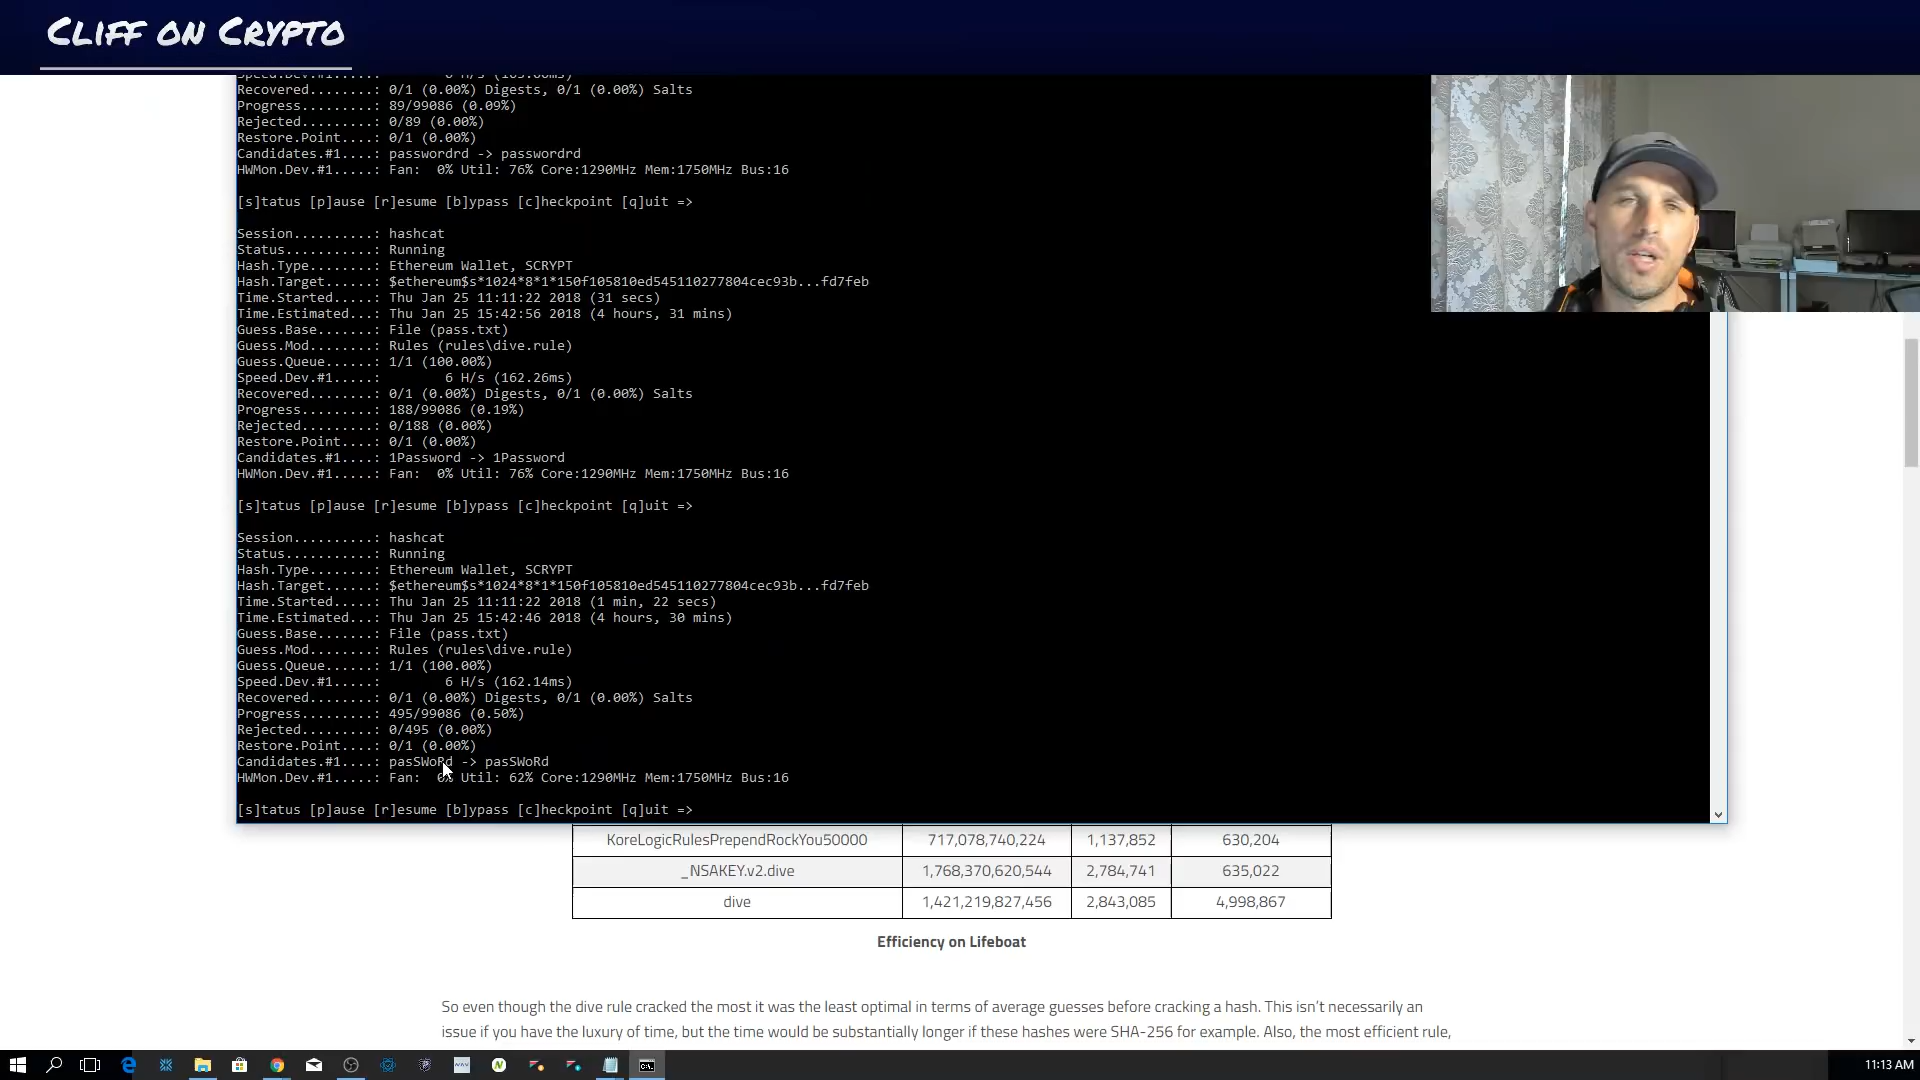 Cliff on Crypto
Recovered........: 0/1 (0.00%) Digests, 0/1 (0.00%) Salts
Progress.........: 89/99086 (0.09%)
Rejected.........: 0/89 (0.00%)
Restore.Point....: 0/1 (0.00%)
Candidates.#1....: passwordrd -> passwordrd
HWMon.Dev.#1.....: Fan:  0% Util: 76% Core:1290MHz Mem:1750MHz Bus:16
[s]tatus [p]ause [r]esume [b]ypass [c]heckpoint [q]uit =>
Session..........: hashcat
Status...........: Running
Hash.Type........: Ethereum Wallet, SCRYPT
Hash.Target......: $ethereum$s*1024*8*1*150f105810ed545110277804cec93b...fd7feb
Time.Started.....: Thu Jan 25 11:11:22 2018 (31 secs)
Time.Estimated...: Thu Jan 25 15:42:56 2018 (4 hours, 31 mins)
Guess.Base.......: File (pass.txt)
Guess.Mod........: Rules (rules\dive.rule)
Guess.Queue......: 1/1 (100.00%)
Speed.Dev.#1.....:        6 H/s (162.26ms)
Recovered........: 0/1 (0.00%) Digests, 0/1 (0.00%) Salts
Progress.........: 188/99086 (0.19%)
Rejected.........: 0/188 (0.00%)
Restore.Point....: 0/1 (0.00%)
Candidates.#1....: 1Password -> 1Password
HWMon.Dev.#1.....: Fan:  0% Util: 76% Core:1290MHz Mem:1750MHz Bus:16
[s]tatus [p]ause [r]esume [b]ypass [c]heckpoint [q]uit =>
Session..........: hashcat
Status...........: Running
Hash.Type........: Ethereum Wallet, SCRYPT
Hash.Target......: $ethereum$s*1024*8*1*150f105810ed545110277804cec93b...fd7feb
Time.Started.....: Thu Jan 25 11:11:22 2018 (1 min, 22 secs)
Time.Estimated...: Thu Jan 25 15:42:46 2018 (4 hours, 30 mins)
Guess.Base.......: File (pass.txt)
Guess.Mod........: Rules (rules\dive.rule)
Guess.Queue......: 1/1 (100.00%)
Speed.Dev.#1.....:        6 H/s (162.14ms)
Recovered........: 0/1 (0.00%) Digests, 0/1 (0.00%) Salts
Progress.........: 495/99086 (0.50%)
Rejected.........: 0/495 (0.00%)
Restore.Point....: 0/1 (0.00%)
Candidates.#1....: pasSWoRd -> pasSWoRd
HWMon.Dev.#1.....: Fan:  0% Util: 62% Core:1290MHz Mem:1750MHz Bus:16
[s]tatus [p]ause [r]esume [b]ypass [c]heckpoint [q]uit =>
KoreLogicRulesPrependRockYou50000 717,078,740,224 1,137,852 630,204
_NSAKEY.v2.dive 1,768,370,620,544 2,784,741 635,022
dive 1,421,219,827,456 2,843,085 4,998,867
Efficiency on Lifeboat
So even though the dive rule cracked the most it was the least optimal in terms of average guesses before cracking a hash. This isn't necessarily an
issue if you have the luxury of time, but the time would be substantially longer if these hashes were SHA-256 for example. Also, the most efficient rule,
11:13 AM